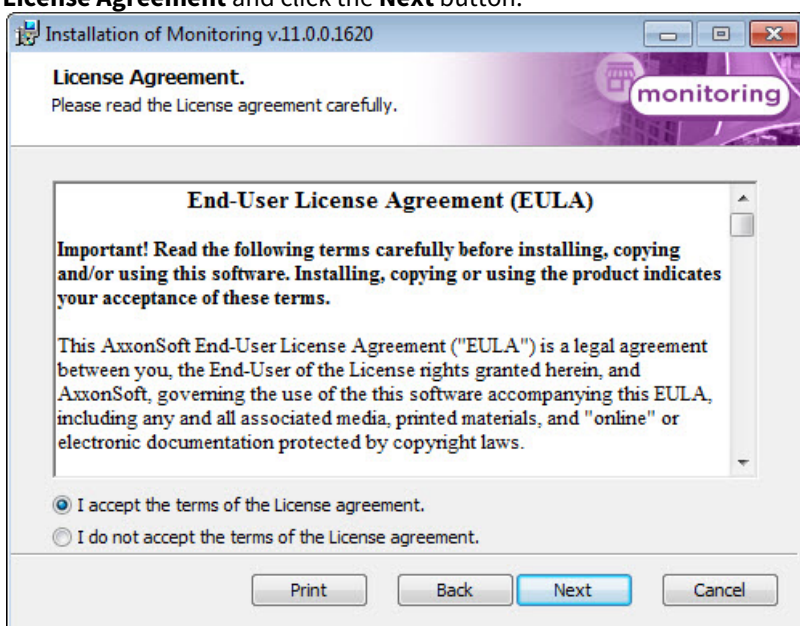 License Agreement and click the Next button.
Installation of Monitoring v.11.0.0.1620
License Agreement.
Please read the License agreement carefully.
monitoring
End-User License Agreement (EULA)
Important! Read the following terms carefully before installing, copying
and/or using this software. Installing, copying or using the product indicates
your acceptance of these terms.
This AxxonSoft End-User License Agreement ("EULA") is a legal agreement
between you, the End-User of the License rights granted herein, and
AxxonSoft, governing the use of the this software accompanying this EULA,
including any and all associated media, printed materials, and "online" or
electronic documentation protected by copyright laws.
I accept the terms of the License agreement.
I do not accept the terms of the License agreement.
Print Back Next Cancel